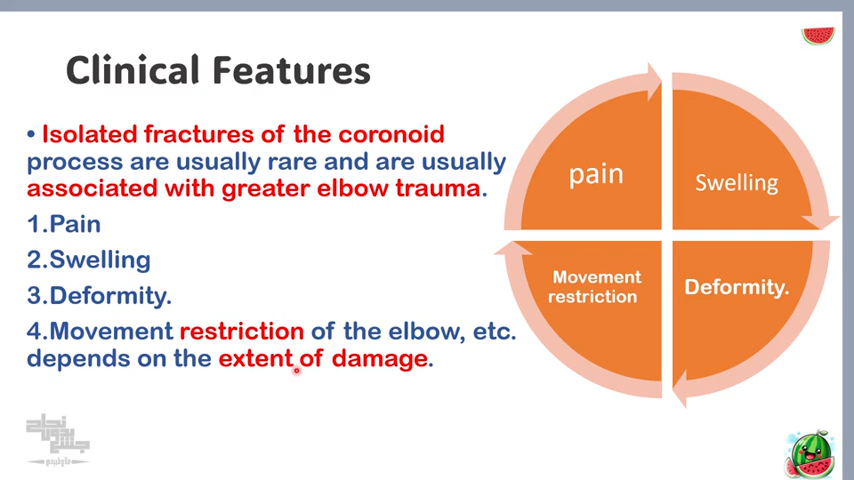 Clinical Features
• Isolated fractures of the coronoid
process are usually rare and are usually
associated with greater elbow trauma.
1.Pain
2.Swelling
3.Deformity.
4.Movement restriction of the elbow, etc.
depends on the extent of damage.
pain
Swelling
Movement
restriction
Deformity.